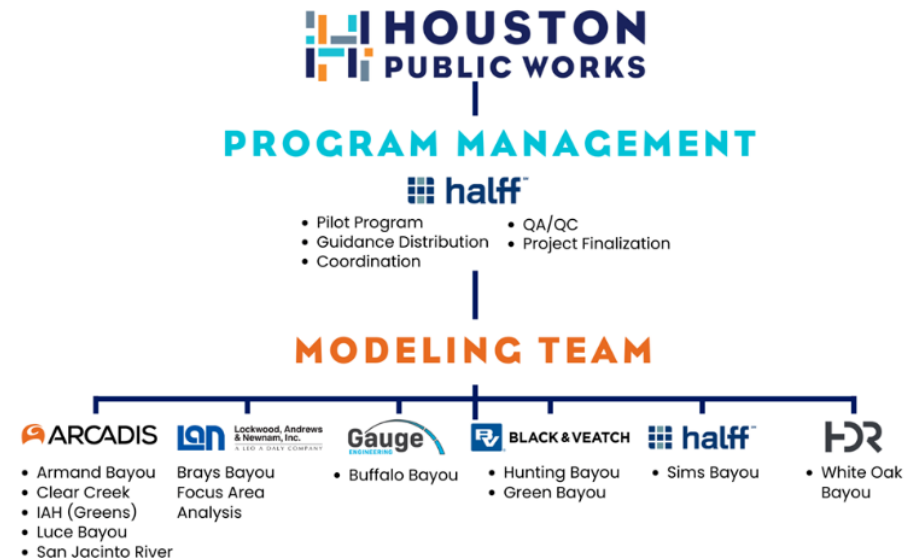 HOUSTON
PUBLIC WORKS
PROGRAM MANAGEMENT
halff™
• Pilot Program
• Guidance Distribution
• Coordination
• QA/QC
• Project Finalization
MODELING TEAM
ARCADIS
• Armand Bayou
• Clear Creek
• IAH (Greens)
• Luce Bayou
• San Jacinto River
LAN
Lockwood, Andrews
& Newnam, Inc.
A LEO A DALY COMPANY
Brays Bayou
Focus Area
Analysis
Gauge
ENGINEERING
• Buffalo Bayou
BV BLACK & VEATCH
• Hunting Bayou
• Green Bayou
halff™
• Sims Bayou
HDR
• White Oak
Bayou